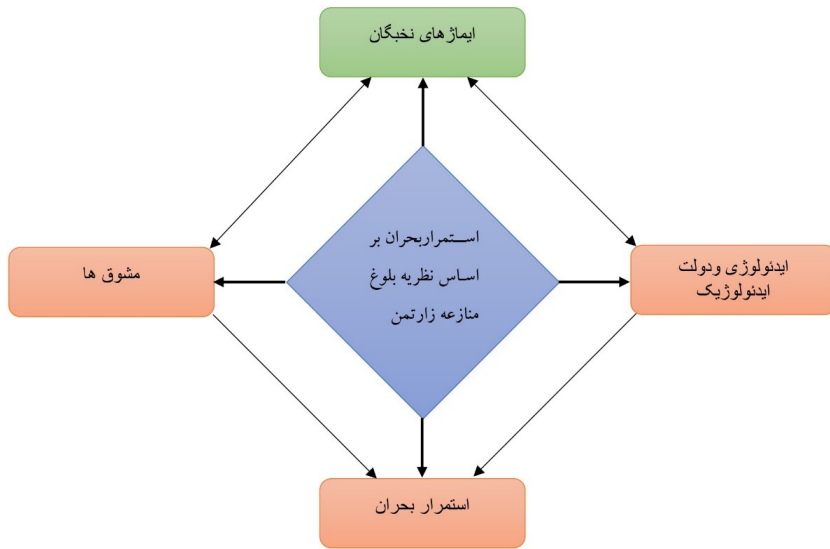 ایماژهای نخبگان
استمراربحران بر
اساس نظریه بلوغ
منازعه زارتمن
ایدئولوژی ودولت
ایدئولوژیک
مشوق ها
استمرار بحران